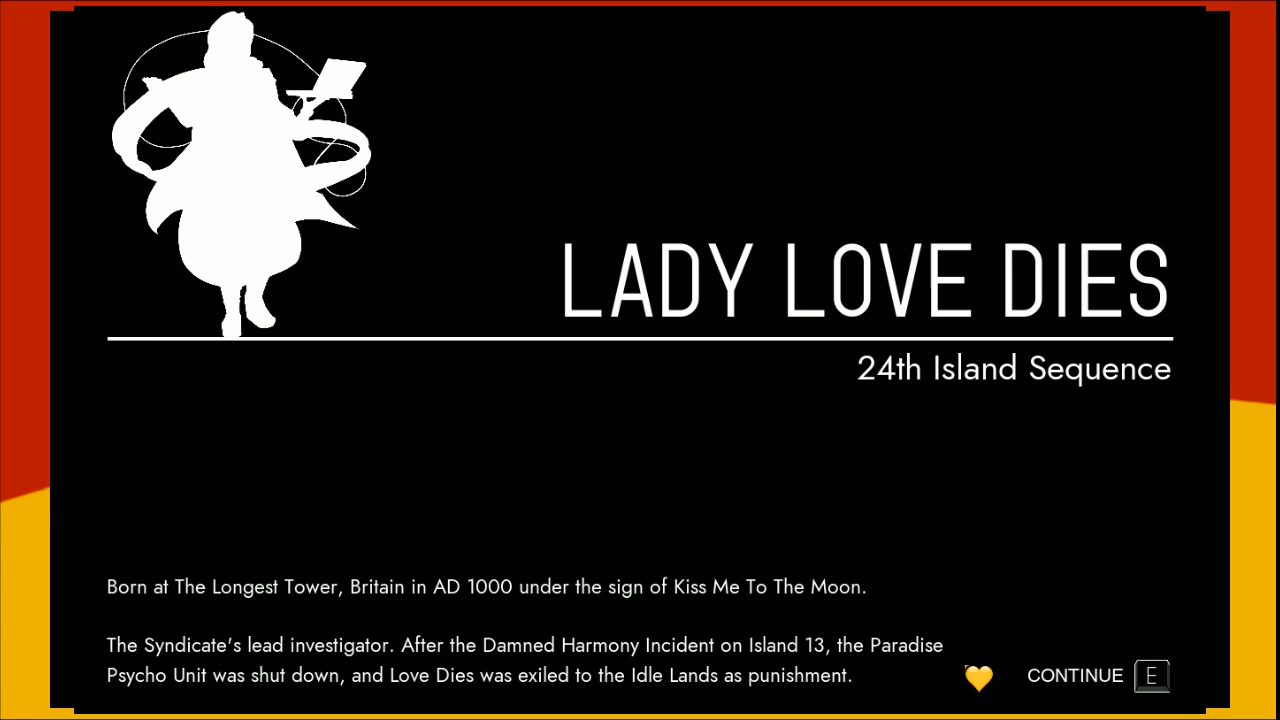 LADY LOVE DIES
24th Island Sequence
Born at The Longest Tower, Britain in AD 1000 under the sign of Kiss Me To The Moon.
The Syndicate's lead investigator. After the Damned Harmony Incident on Island 13, the Paradise
Psycho Unit was shut down, and Love Dies was exiled to the Idle Lands as punishment.
CONTINUE E